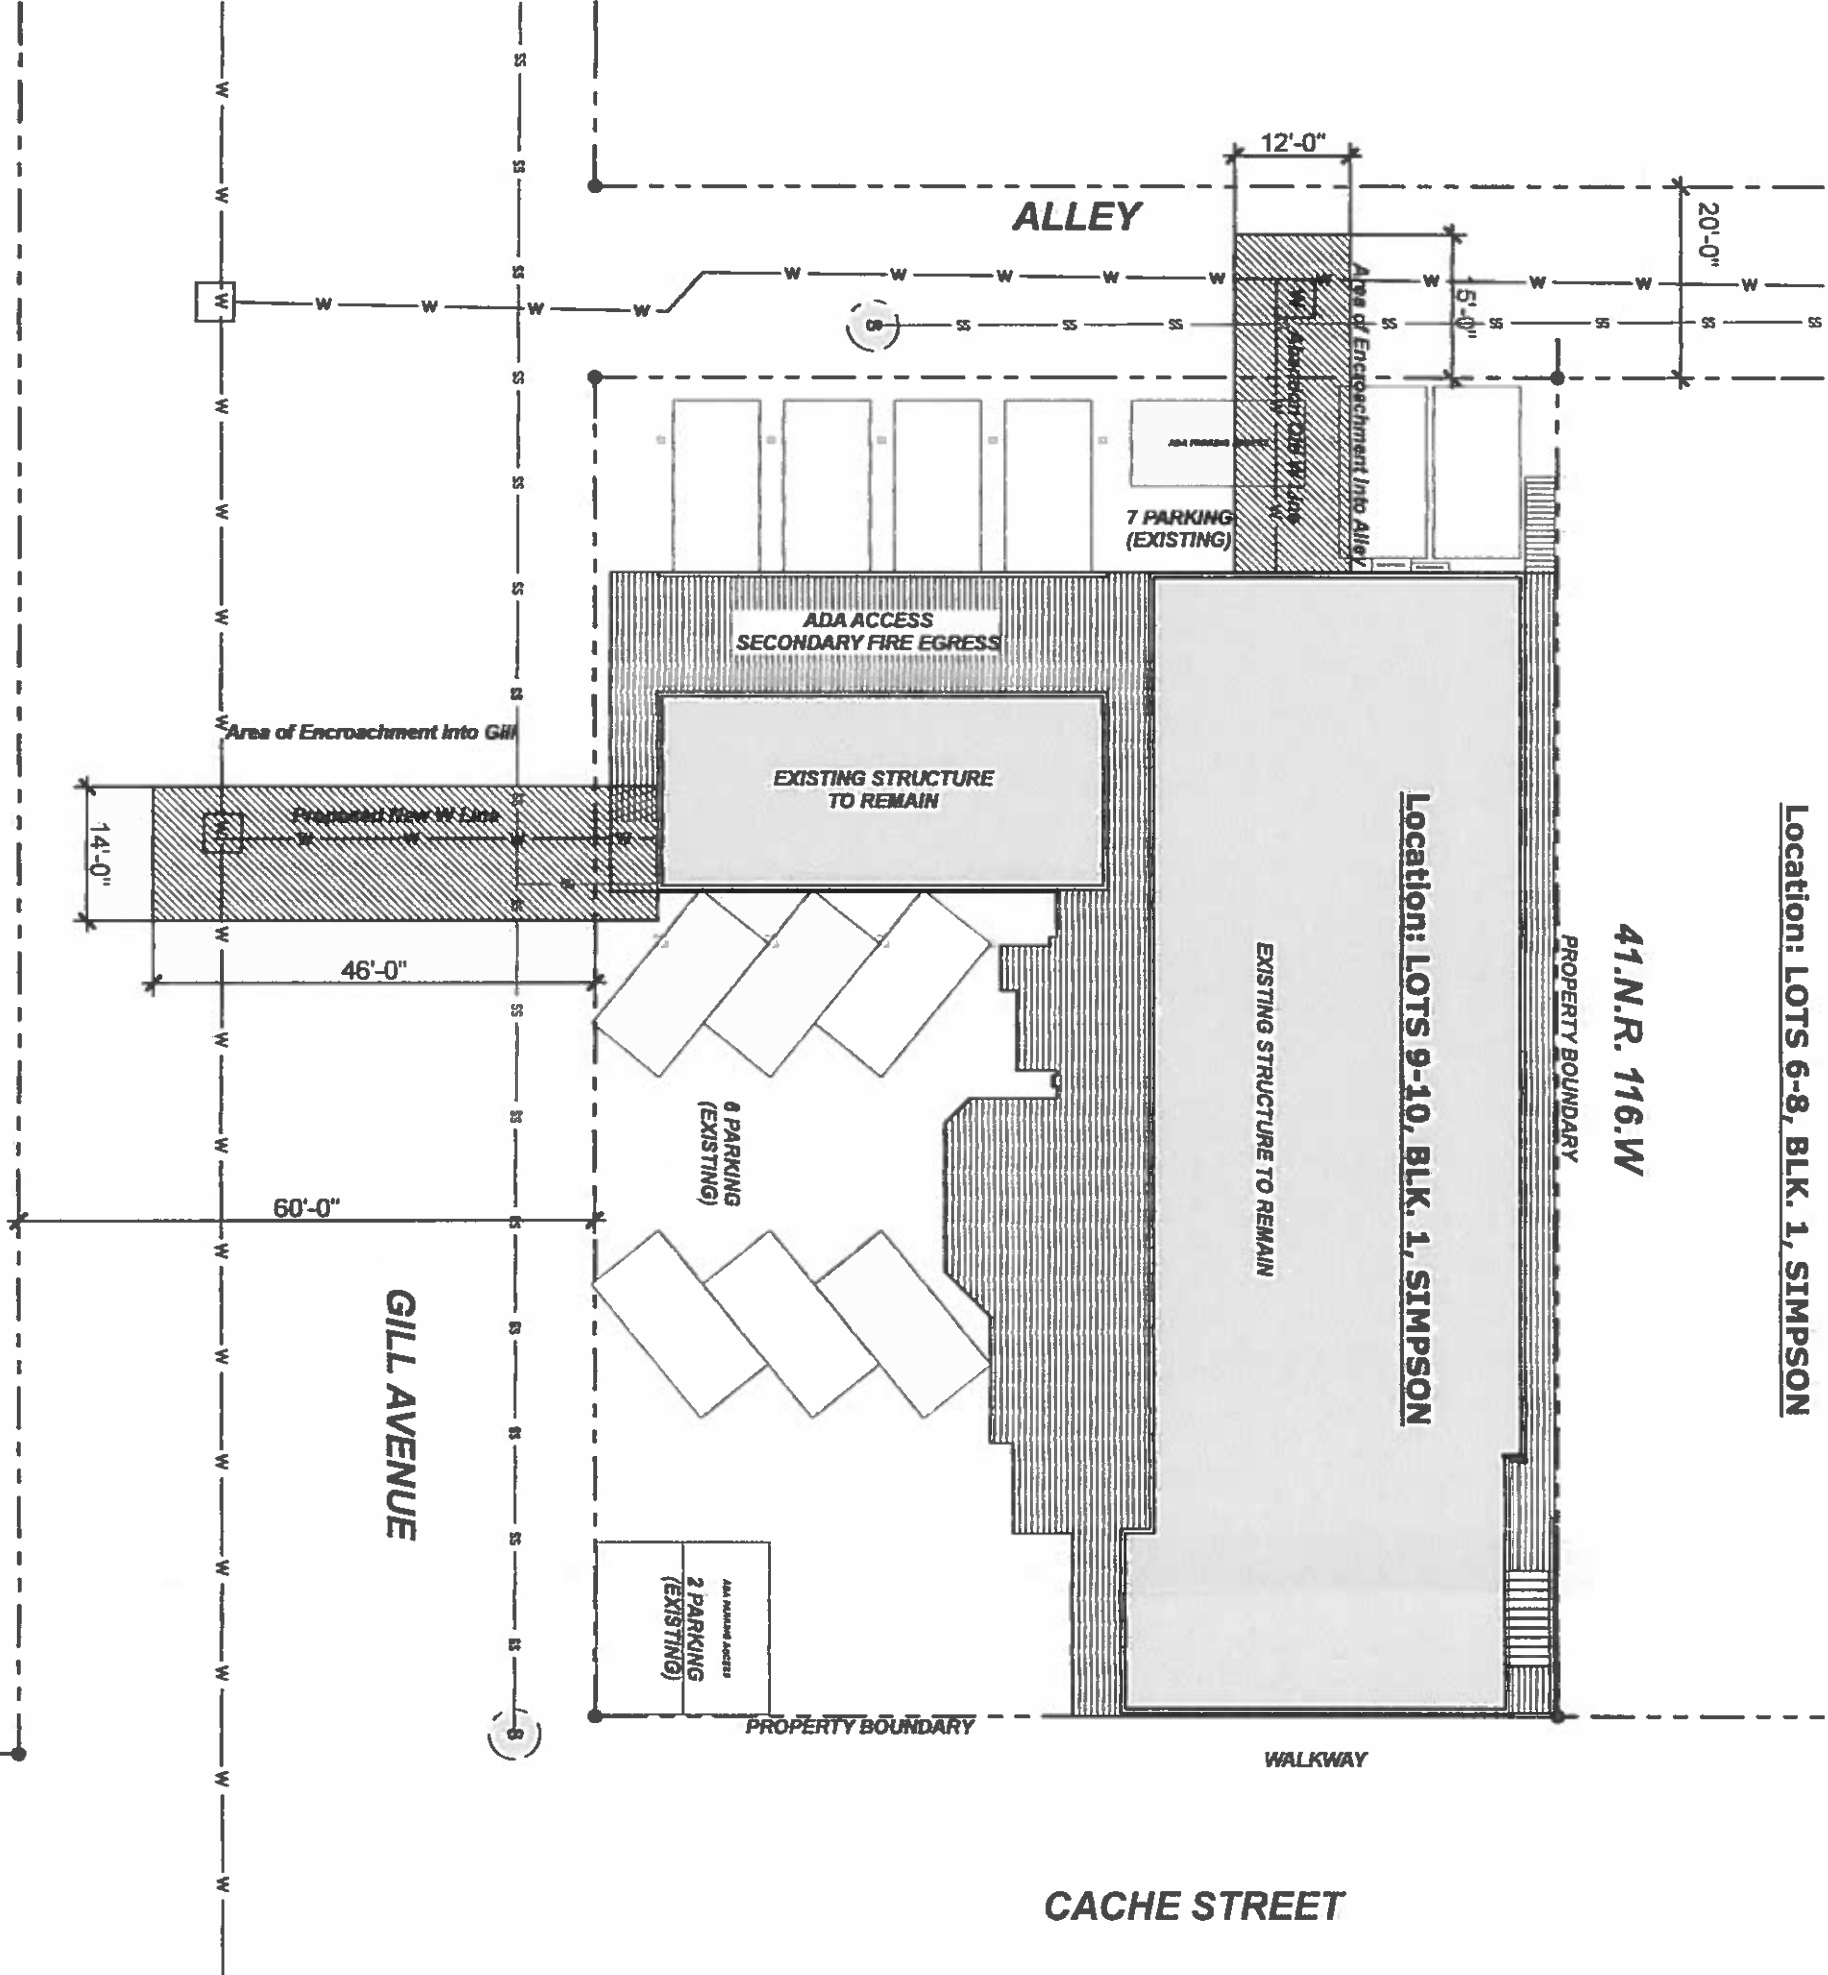 12'-0"
ALLEY
20'-0"
Area of Encroachment Into Alley
Abandon Old W Line
7 PARKING
(EXISTING)
ADA ACCESS
SECONDARY FIRE EGRESS
Area of Encroachment Into Gill
Proposed New W Line
EXISTING STRUCTURE
TO REMAIN
14'-0"
46'-0"
60'-0"
6 PARKING
(EXISTING)
EXISTING STRUCTURE TO REMAIN
Location: LOTS 9-10, BLK. 1, SIMPSON
PROPERTY BOUNDARY
41.N.R. 116.W
Location: LOTS 6-8, BLK. 1, SIMPSON
GILL AVENUE
ADA PARKING ACCESS
2 PARKING
(EXISTING)
PROPERTY BOUNDARY
WALKWAY
CACHE STREET